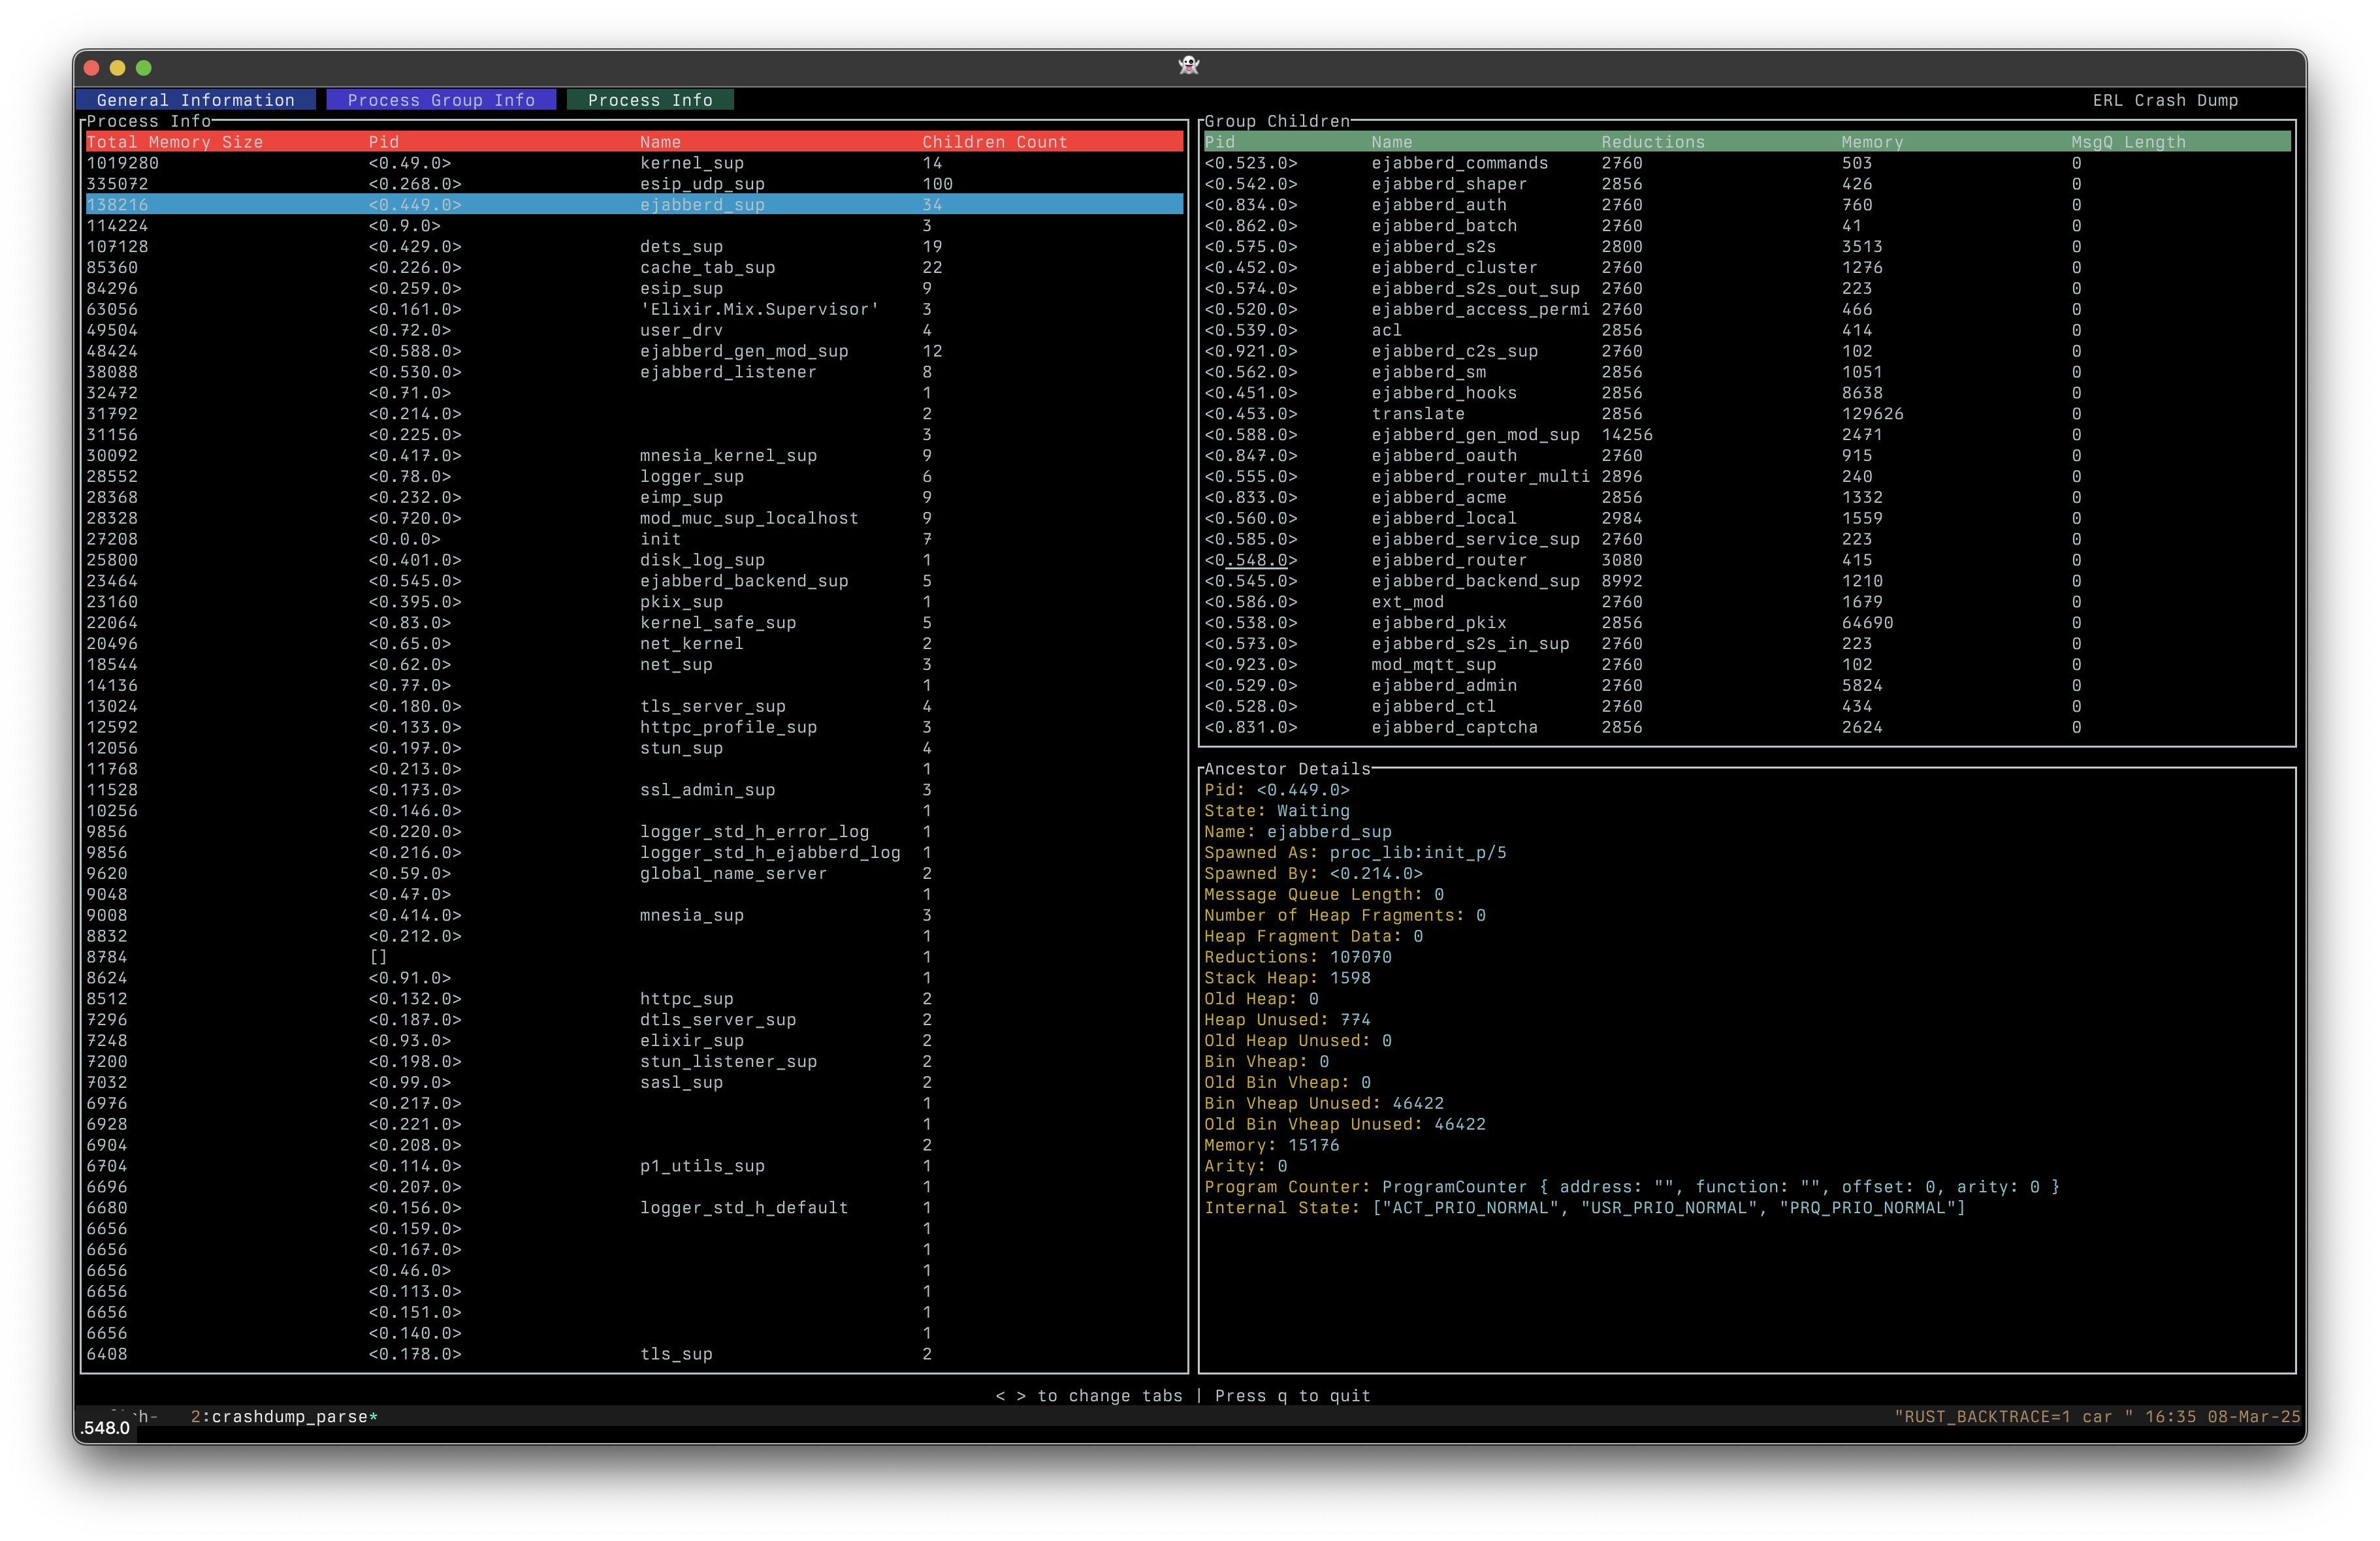 General Information Process Group Info Process Info ERL Crash Dump
Process Info
Total Memory Size Pid Name Children Count
1019280 <0.49.0> kernel_sup 14
335072 <0.268.0> esip_udp_sup 100
138216 <0.449.0> ejabberd_sup 34
114224 <0.9.0> 3
107128 <0.429.0> dets_sup 19
85360 <0.226.0> cache_tab_sup 22
84296 <0.259.0> esip_sup 9
63056 <0.161.0> 'Elixir.Mix.Supervisor' 3
49504 <0.72.0> user_drv 4
48424 <0.588.0> ejabberd_gen_mod_sup 12
38088 <0.530.0> ejabberd_listener 8
32472 <0.71.0> 1
31792 <0.214.0> 2
31156 <0.225.0> 3
30092 <0.417.0> mnesia_kernel_sup 9
28552 <0.78.0> logger_sup 6
28368 <0.232.0> eimp_sup 9
28328 <0.720.0> mod_muc_sup_localhost 9
27208 <0.0.0> init 7
25800 <0.401.0> disk_log_sup 1
23464 <0.545.0> ejabberd_backend_sup 5
23160 <0.395.0> pkix_sup 1
22064 <0.83.0> kernel_safe_sup 5
20496 <0.65.0> net_kernel 2
18544 <0.62.0> net_sup 3
14136 <0.77.0> 1
13024 <0.180.0> tls_server_sup 4
12592 <0.133.0> httpc_profile_sup 3
12056 <0.197.0> stun_sup 4
11768 <0.213.0> 1
11528 <0.173.0> ssl_admin_sup 3
10256 <0.146.0> 1
9856 <0.220.0> logger_std_h_error_log 1
9856 <0.216.0> logger_std_h_ejabberd_log 1
9620 <0.59.0> global_name_server 2
9048 <0.47.0> 1
9008 <0.414.0> mnesia_sup 3
8832 <0.212.0> 1
8784 [] 1
8624 <0.91.0> 1
8512 <0.132.0> httpc_sup 2
7296 <0.187.0> dtls_server_sup 2
7248 <0.93.0> elixir_sup 2
7200 <0.198.0> stun_listener_sup 2
7032 <0.99.0> sasl_sup 2
6976 <0.217.0> 1
6928 <0.221.0> 1
6904 <0.208.0> 2
6704 <0.114.0> p1_utils_sup 1
6696 <0.207.0> 1
6680 <0.156.0> logger_std_h_default 1
6656 <0.159.0> 1
6656 <0.167.0> 1
6656 <0.46.0> 1
6656 <0.113.0> 1
6656 <0.151.0> 1
6656 <0.140.0> 1
6408 <0.178.0> tls_sup 2
Group Children
Pid Name Reductions Memory MsgQ Length
<0.523.0> ejabberd_commands 2760 503 0
<0.542.0> ejabberd_shaper 2856 426 0
<0.834.0> ejabberd_auth 2760 760 0
<0.862.0> ejabberd_batch 2760 41 0
<0.575.0> ejabberd_s2s 2800 3513 0
<0.452.0> ejabberd_cluster 2760 1276 0
<0.574.0> ejabberd_s2s_out_sup 2760 223 0
<0.520.0> ejabberd_access_permi 2760 466 0
<0.539.0> acl 2856 414 0
<0.921.0> ejabberd_c2s_sup 2760 102 0
<0.562.0> ejabberd_sm 2856 1051 0
<0.451.0> ejabberd_hooks 2856 8638 0
<0.453.0> translate 2856 129626 0
<0.588.0> ejabberd_gen_mod_sup 14256 2471 0
<0.847.0> ejabberd_oauth 2760 915 0
<0.555.0> ejabberd_router_multi 2896 240 0
<0.833.0> ejabberd_acme 2856 1332 0
<0.560.0> ejabberd_local 2984 1559 0
<0.585.0> ejabberd_service_sup 2760 223 0
<0.548.0> ejabberd_router 3080 415 0
<0.545.0> ejabberd_backend_sup 8992 1210 0
<0.586.0> ext_mod 2760 1679 0
<0.538.0> ejabberd_pkix 2856 64690 0
<0.573.0> ejabberd_s2s_in_sup 2760 223 0
<0.923.0> mod_mqtt_sup 2760 102 0
<0.529.0> ejabberd_admin 2760 5824 0
<0.528.0> ejabberd_ctl 2760 434 0
<0.831.0> ejabberd_captcha 2856 2624 0
Ancestor Details
Pid: <0.449.0>
State: Waiting
Name: ejabberd_sup
Spawned As: proc_lib:init_p/5
Spawned By: <0.214.0>
Message Queue Length: 0
Number of Heap Fragments: 0
Heap Fragment Data: 0
Reductions: 107070
Stack Heap: 1598
Old Heap: 0
Heap Unused: 774
Old Heap Unused: 0
Bin Vheap: 0
Old Bin Vheap: 0
Bin Vheap Unused: 46422
Old Bin Vheap Unused: 46422
Memory: 15176
Arity: 0
Program Counter: ProgramCounter { address: "", function: "", offset: 0, arity: 0 }
Internal State: ["ACT_PRIO_NORMAL", "USR_PRIO_NORMAL", "PRQ_PRIO_NORMAL"]
< > to change tabs | Press q to quit
2:crashdump_parse* "RUST_BACKTRACE=1 car " 16:35 08-Mar-25
.548.0